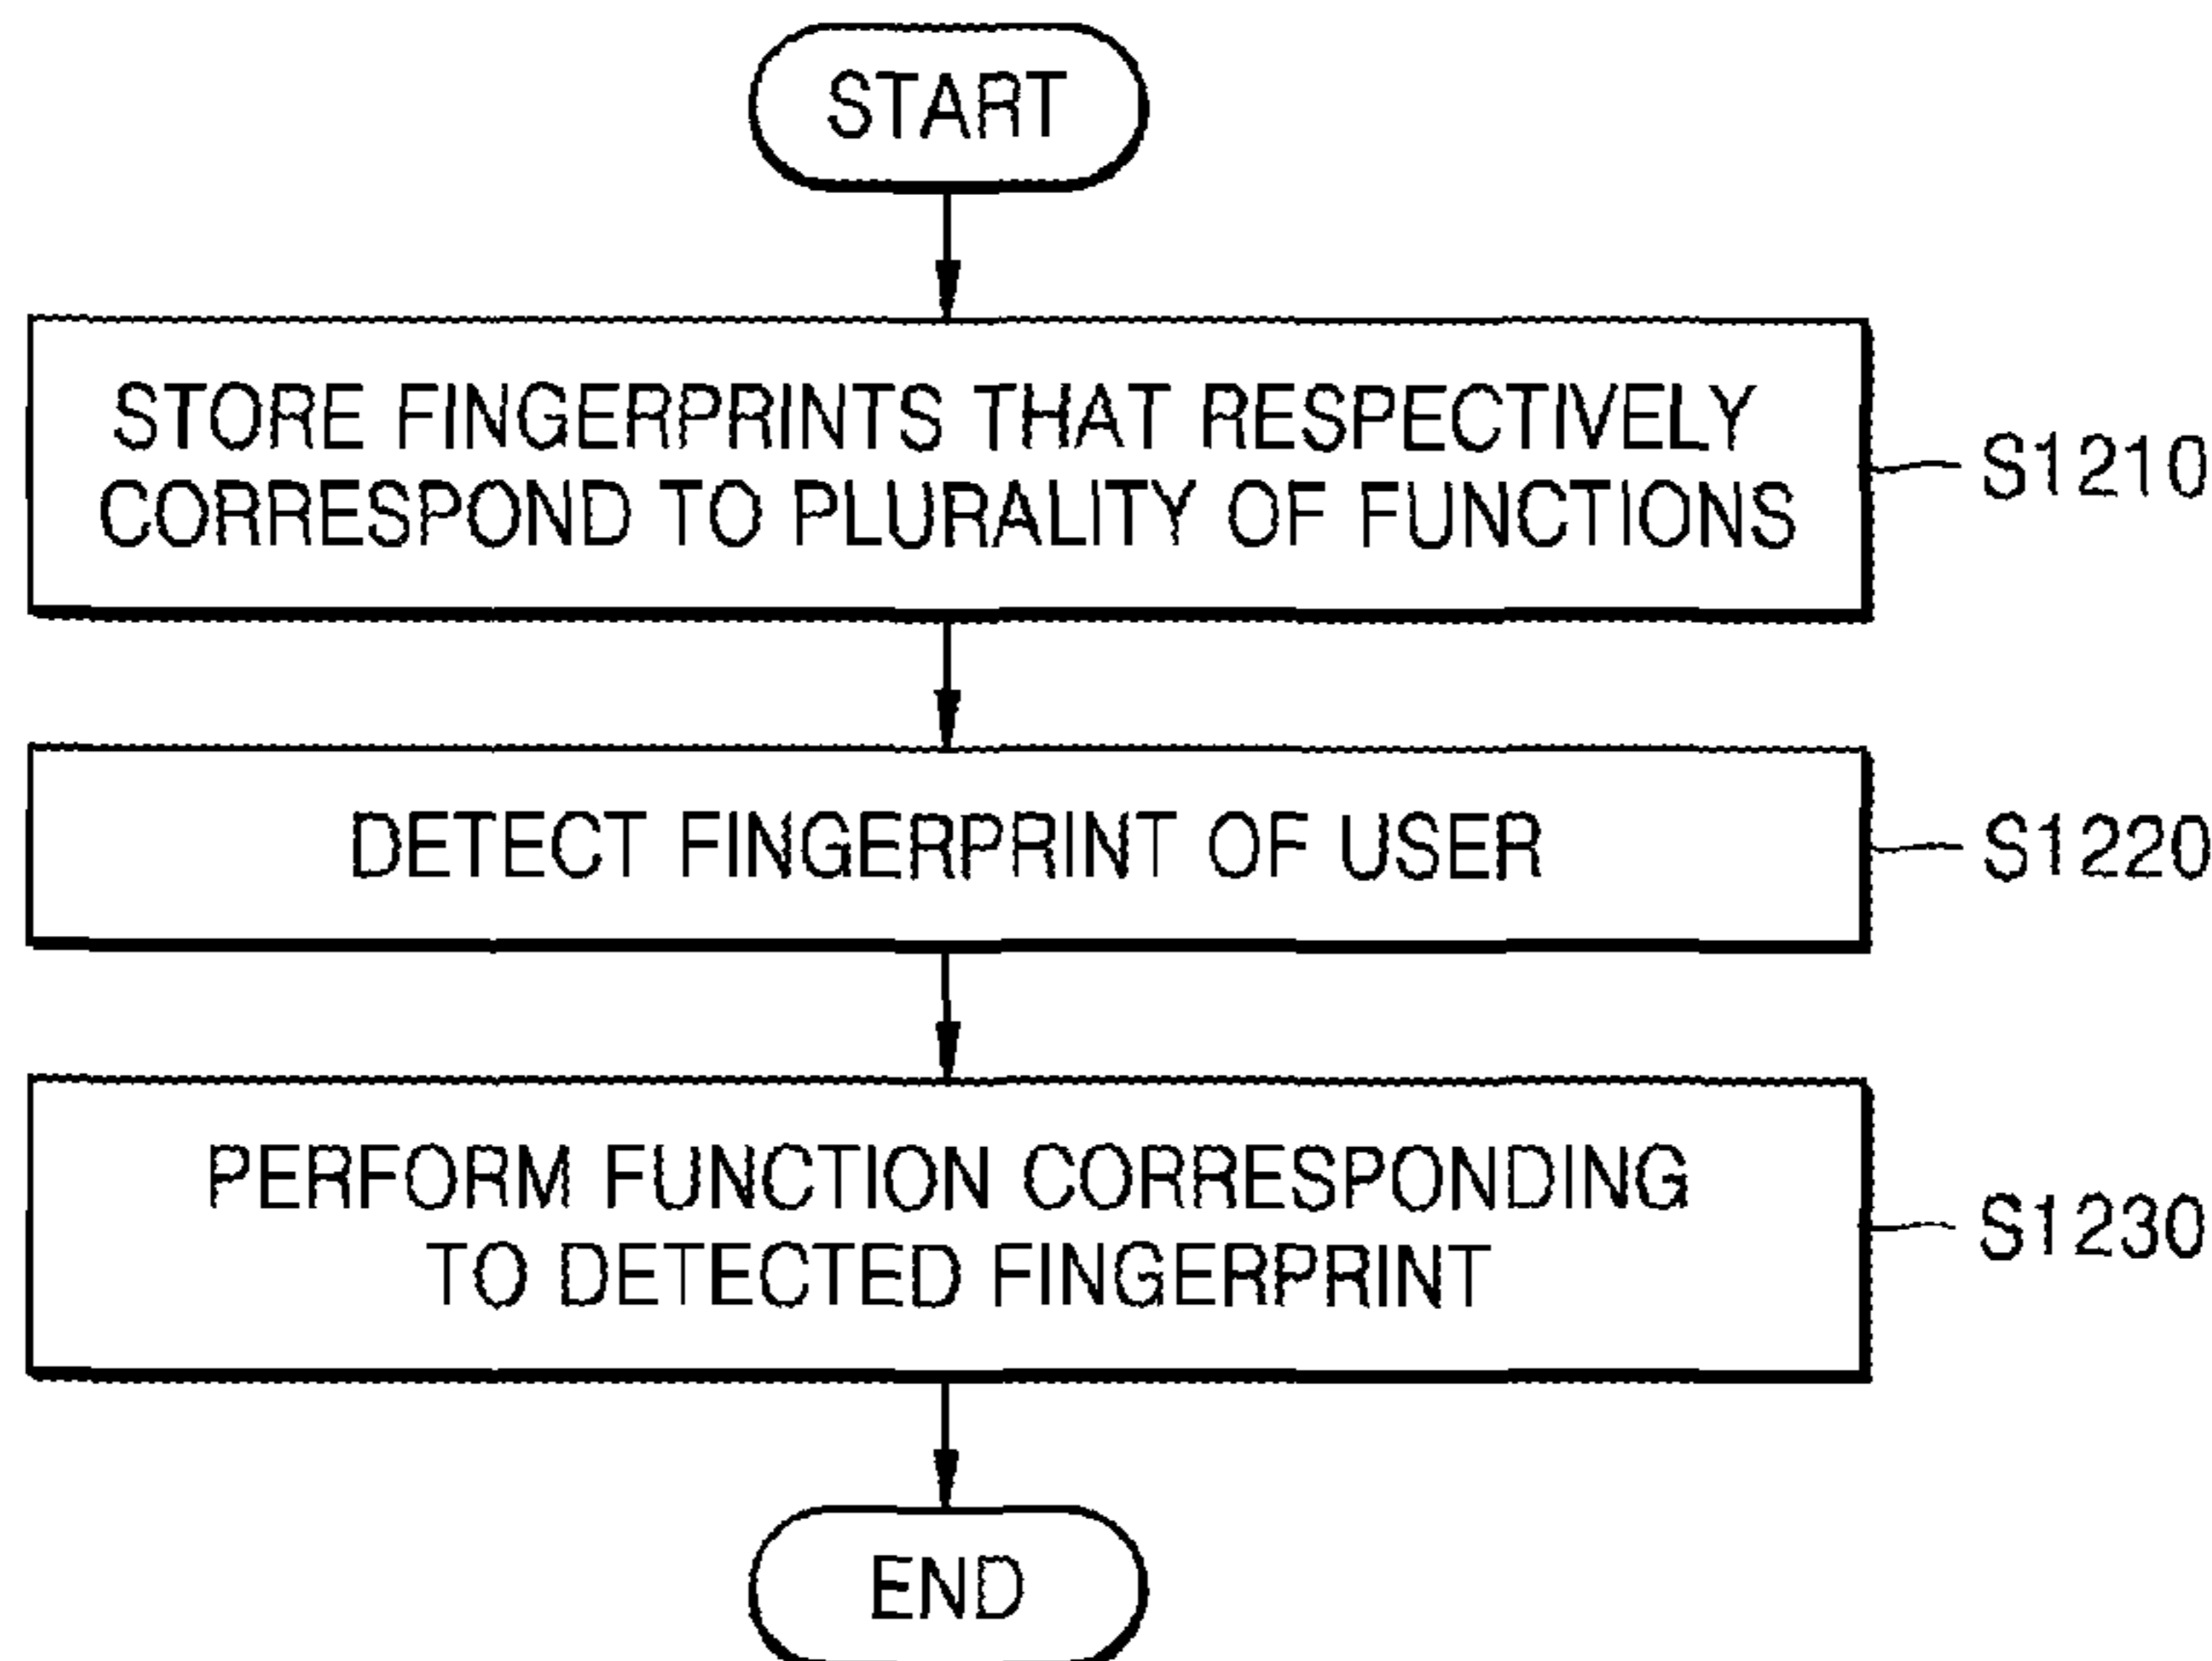 START
STORE FINGERPRINTS THAT RESPECTIVELY
CORRESPOND TO PLURALITY OF FUNCTIONS
S1210
DETECT FINGERPRINT OF USER
S1220
PERFORM FUNCTION CORRESPONDING
TO DETECTED FINGERPRINT
S1230
END